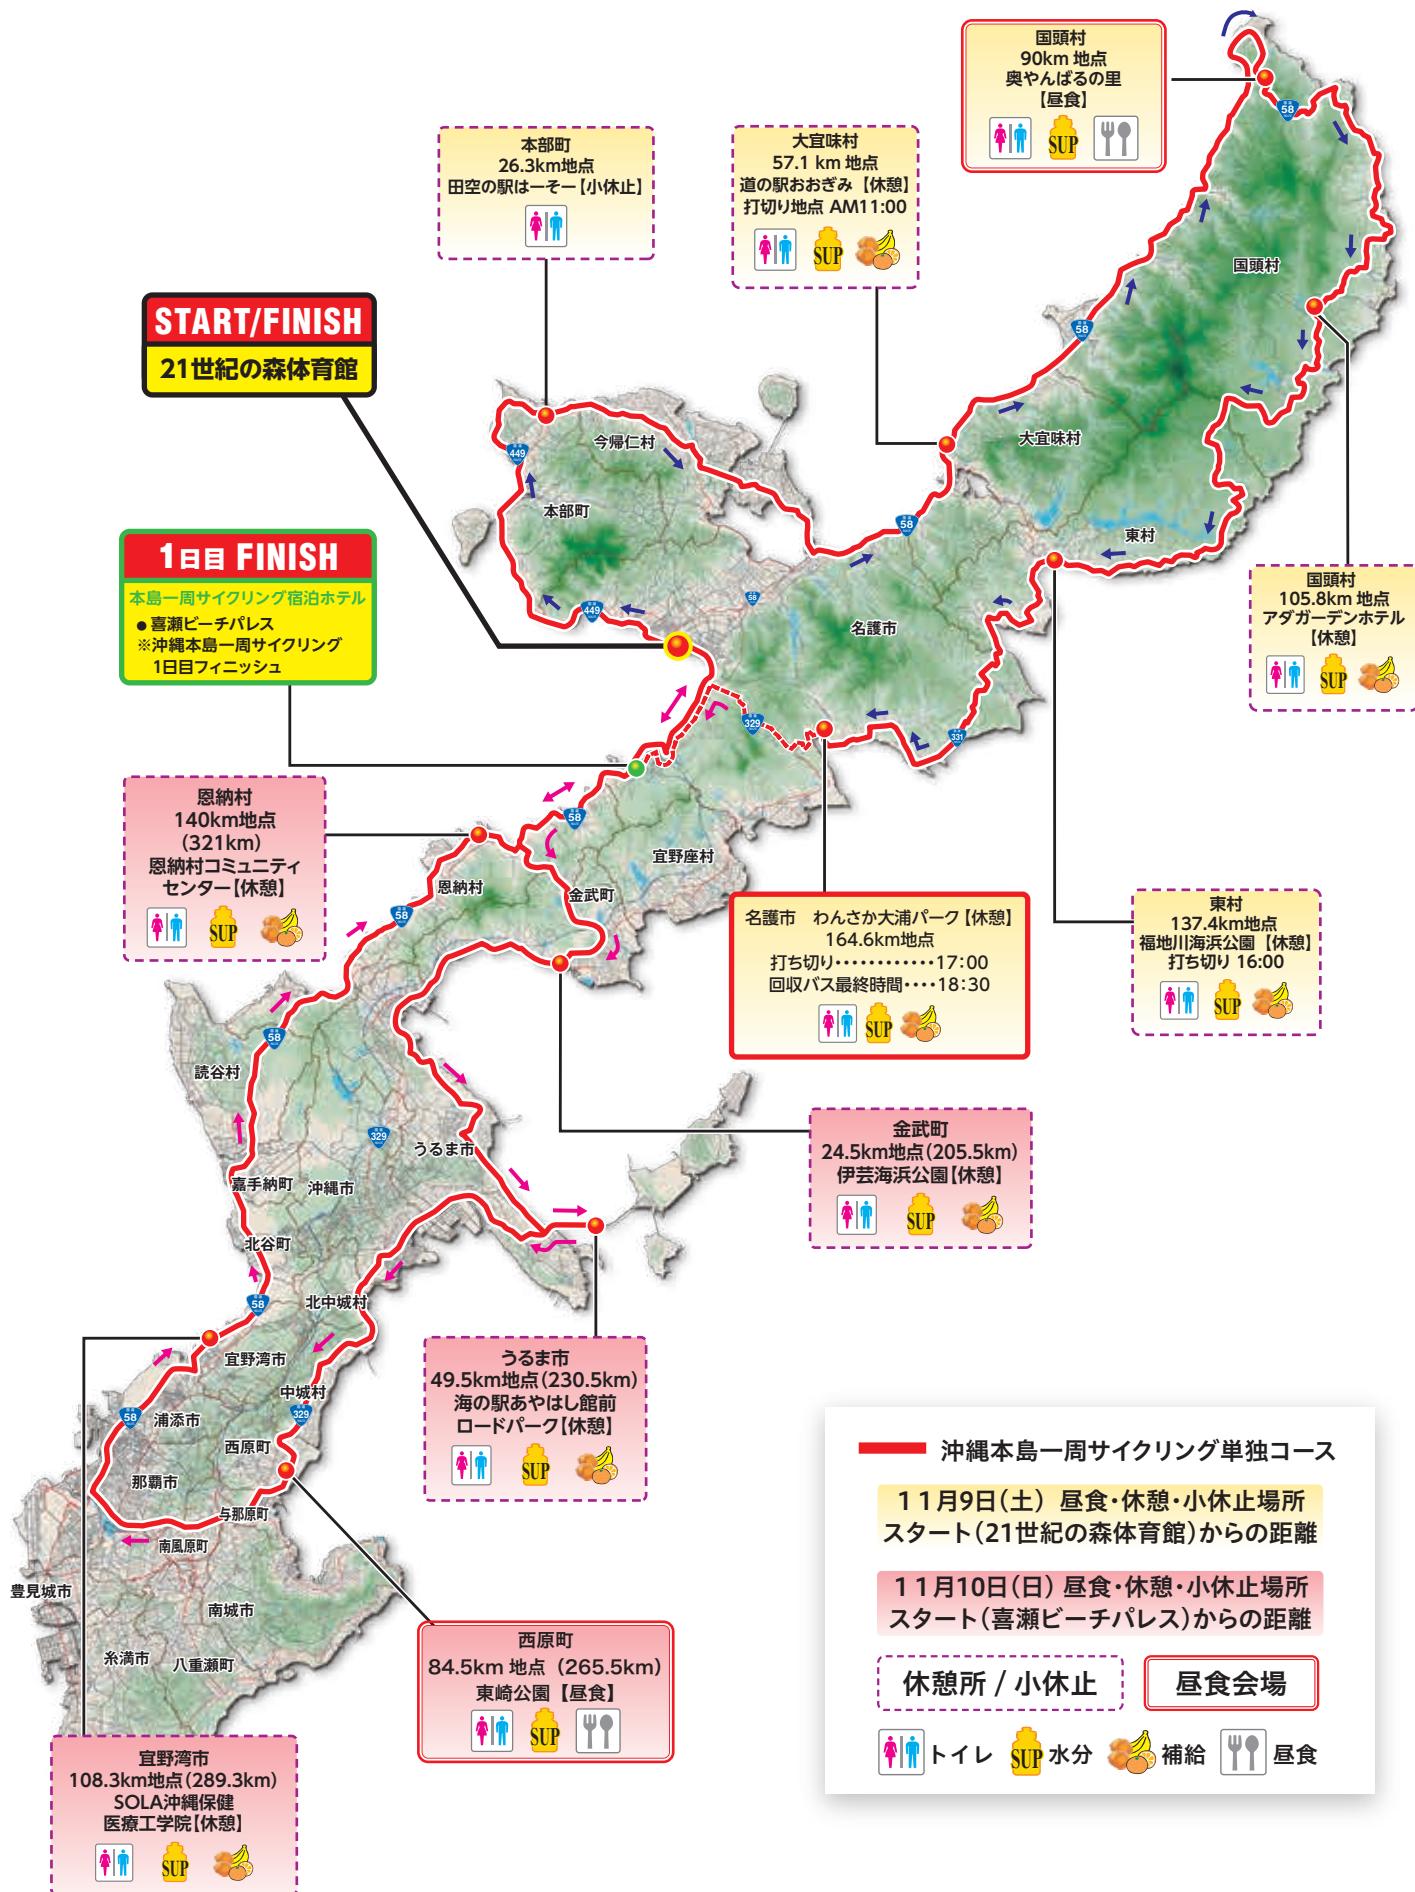 国頭村
90km 地点
奥やんばるの里
【昼食】
SUP
本部町
26.3km地点
田空の駅はーそー【小休止】
大宜味村
57.1 km 地点
道の駅おおぎみ【休憩】
打切り地点 AM11:00
SUP
START/FINISH
21世紀の森体育館
1日目 FINISH
本島一周サイクリング宿泊ホテル
●喜瀬ビーチパレス
※沖縄本島一周サイクリング
1日目フィニッシュ
国頭村
105.8km 地点
アダガーデンホテル
【休憩】
SUP
恩納村
140km地点
(321km)
恩納村コミュニティ
センター【休憩】
SUP
名護市 わんさか大浦パーク【休憩】
164.6km地点
打ち切り・・・・・・・・・・・・17:00
回収バス最終時間・・・・18:30
SUP
東村
137.4km地点
福地川海浜公園【休憩】
打ち切り 16:00
SUP
金武町
24.5km地点(205.5km)
伊芸海浜公園【休憩】
SUP
うるま市
49.5km地点(230.5km)
海の駅あやはし館前
ロードパーク【休憩】
SUP
西原町
84.5km 地点(265.5km)
東崎公園【昼食】
SUP
宜野湾市
108.3km地点(289.3km)
SOLA沖縄保健
医療工学院【休憩】
SUP
58
国頭村
58
大宜味村
今帰仁村
449
本部町
58
東村
58
449
名護市
329
331
58
宜野座村
恩納村
金武町
58
58
読谷村
329
うるま市
嘉手納町
沖縄市
北谷町
58
北中城村
宜野湾市
中城村
58
浦添市
329
西原町
那覇市
与那原町
南風原町
豊見城市
南城市
糸満市
八重瀬町
沖縄本島一周サイクリング単独コース
11月9日(土) 昼食・休憩・小休止場所
スタート(21世紀の森体育館)からの距離
11月10日(日) 昼食・休憩・小休止場所
スタート(喜瀬ビーチパレス)からの距離
休憩所 / 小休止
昼食会場
トイレ
SUP 水分
補給
昼食